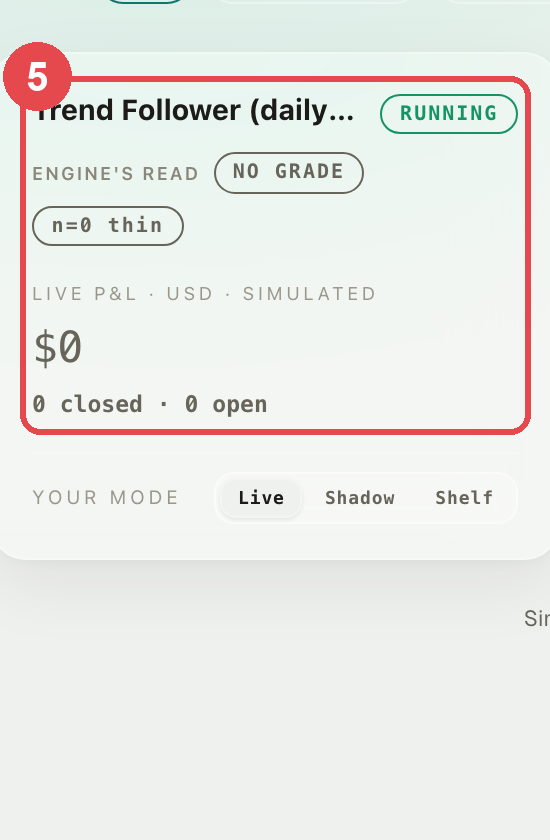 5
Trend Follower (daily…
RUNNING
ENGINE'S READ
NO GRADE
n=0 thin
LIVE P&L · USD · SIMULATED
$0
0 closed · 0 open
YOUR MODE
Live
Shadow
Shelf